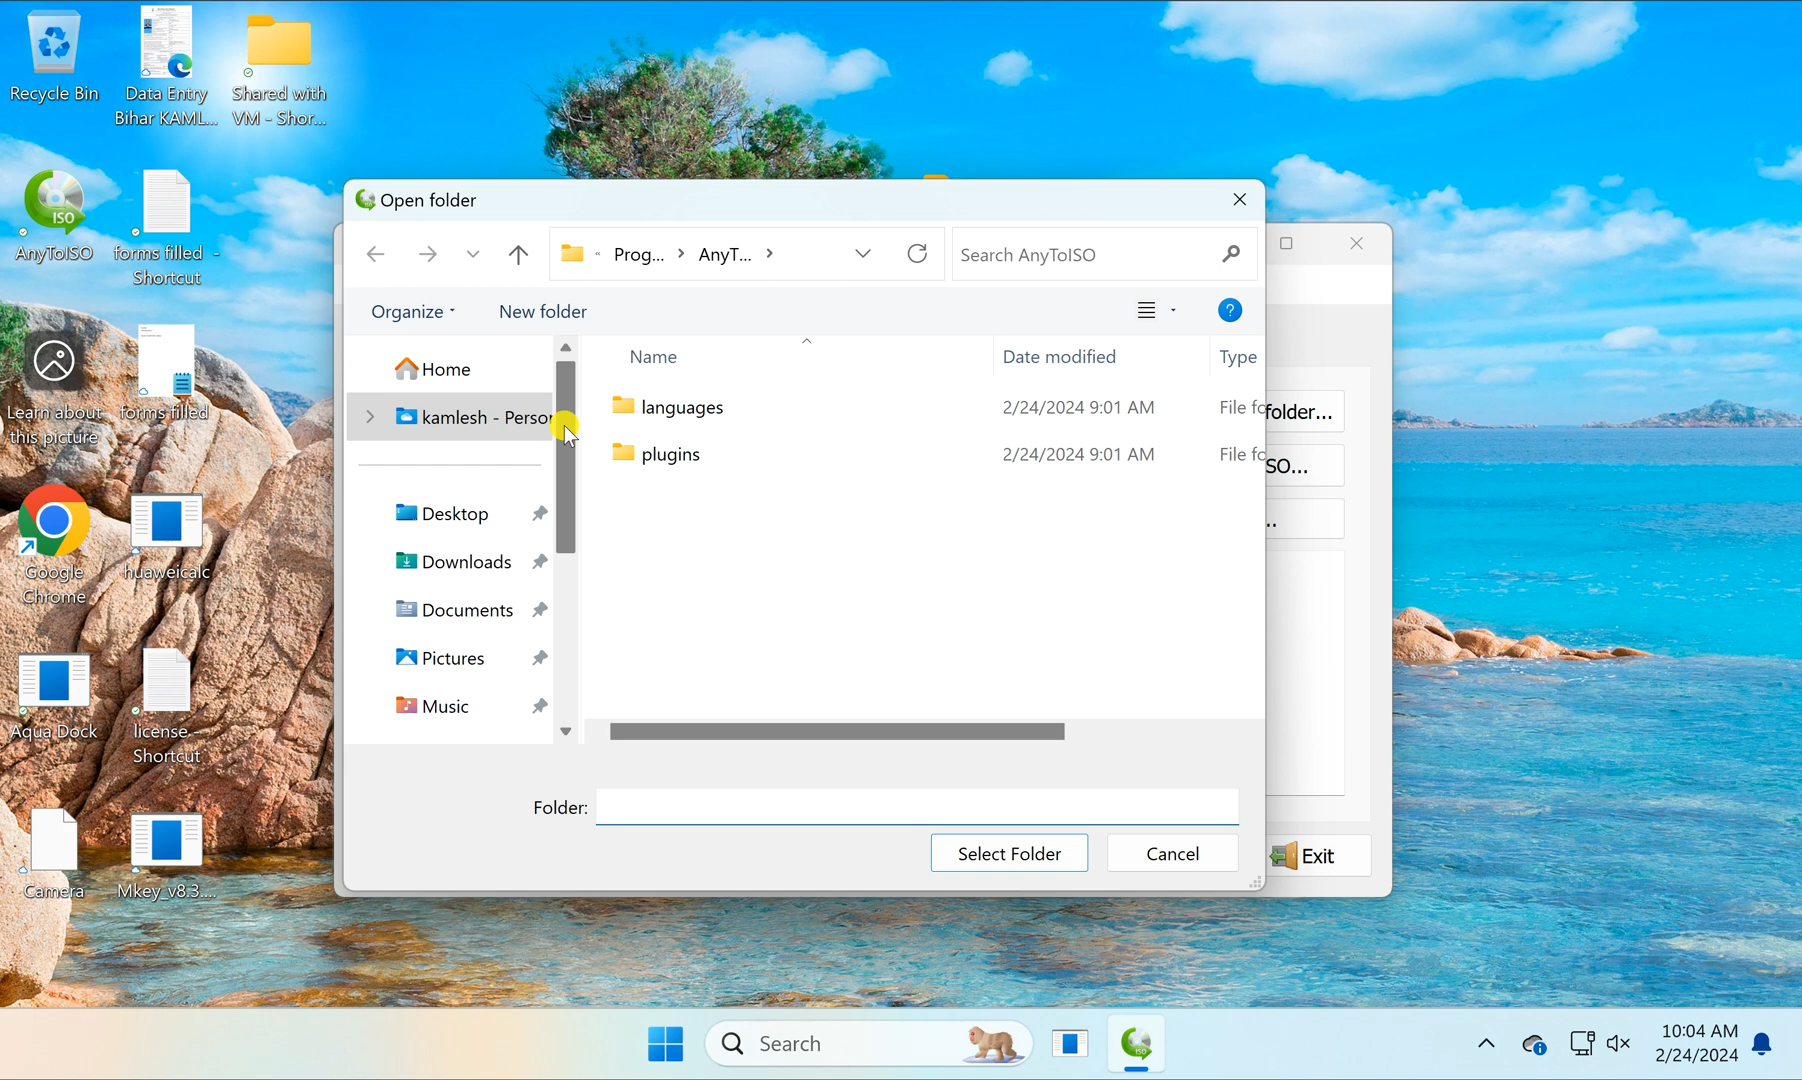 Recycle Bin
Data Entry
Bihar KAML...
Shared with
VM - Shor...
AnyToISO
forms filled -
Shortcut
Learn about
this picture
forms filled
Google
Chrome
huaweicalc
Aqua Dock
license -
Shortcut
Camera
Mkey_v8.3....
Open folder
« Prog... > AnyT... >
Search AnyToISO
Organize
New folder
?
Home
kamlesh - Person
Desktop
Downloads
Documents
Pictures
Music
Name Date modified Type
languages 2/24/2024 9:01 AM File fo
plugins 2/24/2024 9:01 AM File fo
Folder:
Select Folder
Cancel
folder...
SO...
..
Exit
Search
ISO
10:04 AM
2/24/2024